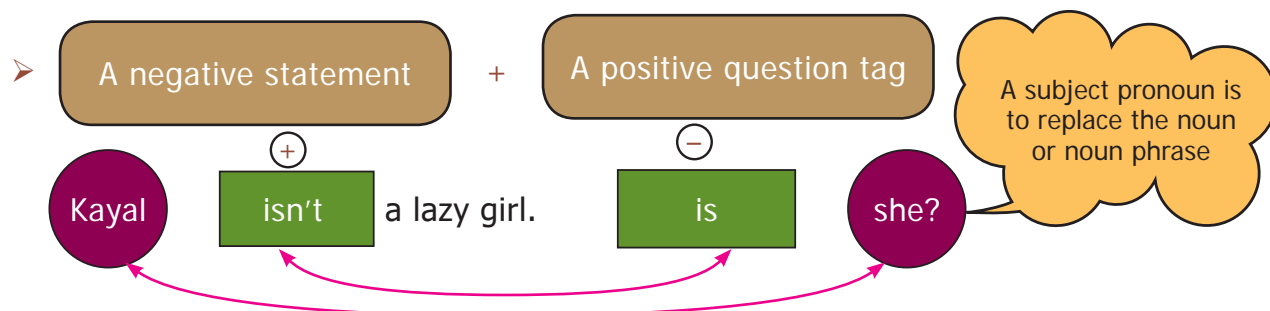 ➤ A negative statement + A positive question tag
A subject pronoun is
to replace the noun
or noun phrase
+ −
Kayal isn't a lazy girl. is she?